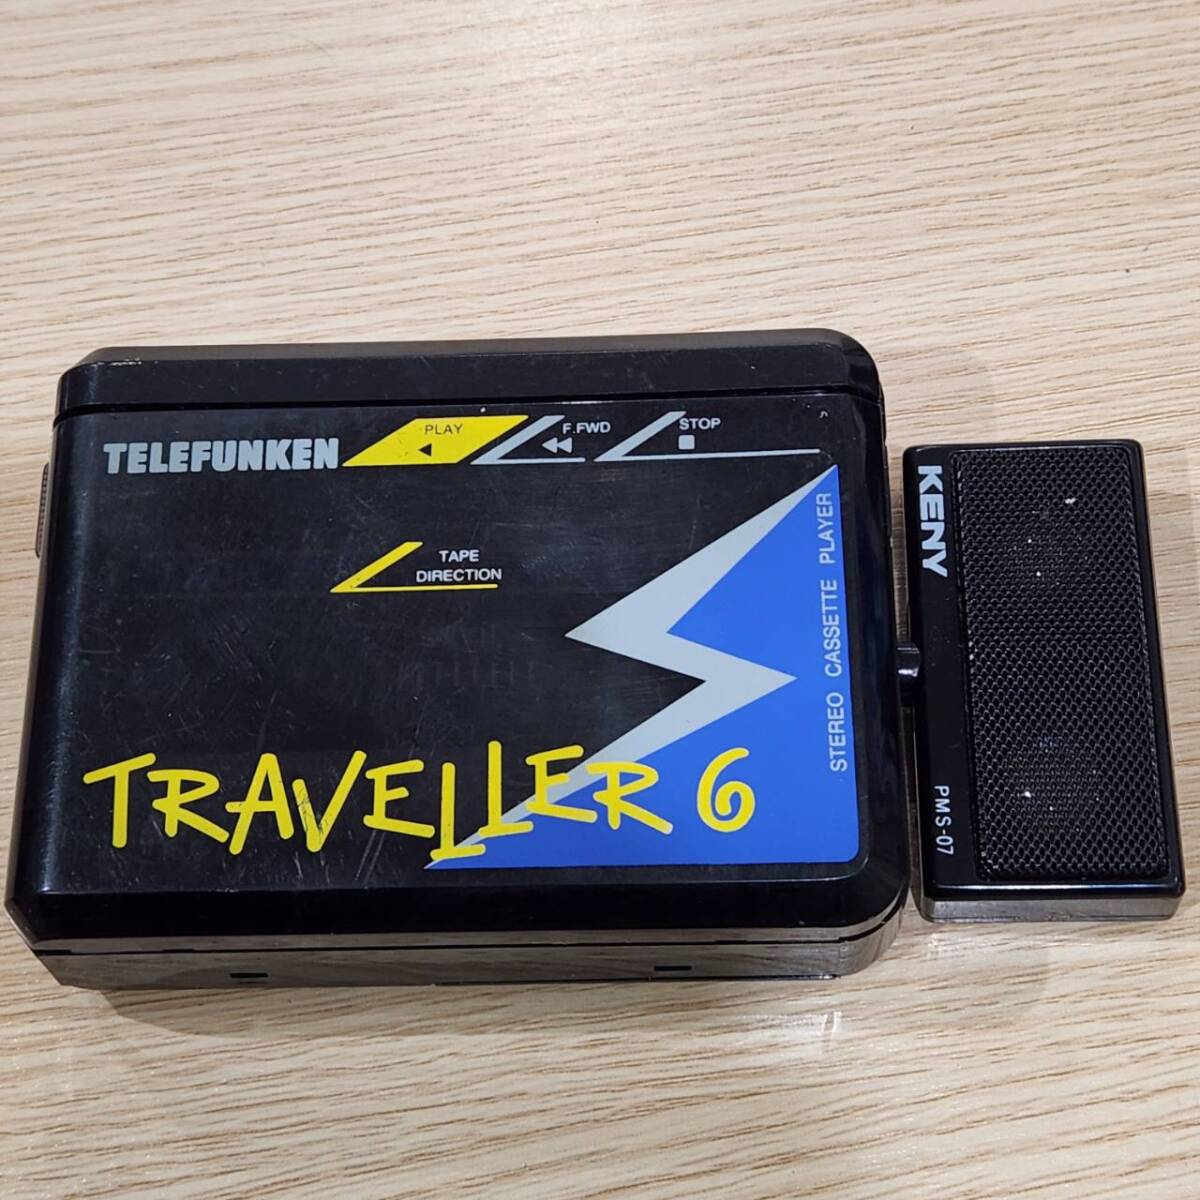 TELEFUNKEN
PLAY
F.FWD
STOP
TAPE
DIRECTION
STEREO CASSETTE PLAYER
TRAVELLER 6
KENY
PMS-07